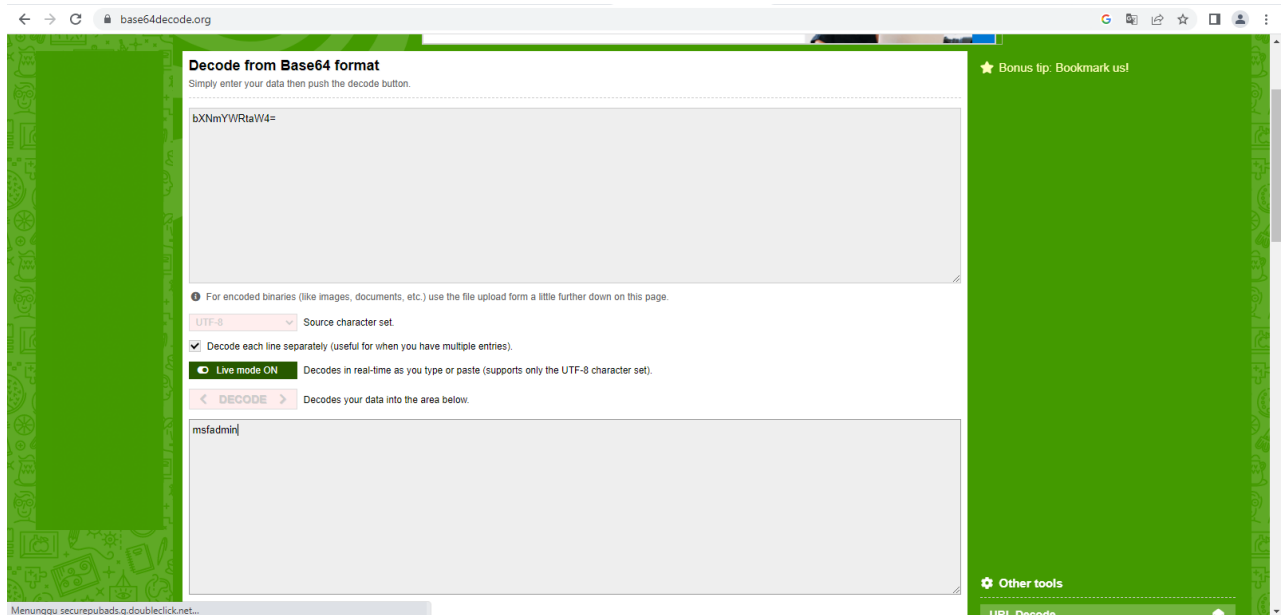 base64decode.org
Decode from Base64 format
Simply enter your data then push the decode button.
bXNmYWRtaW4=
For encoded binaries (like images, documents, etc.) use the file upload form a little further down on this page.
UTF-8 Source character set.
Decode each line separately (useful for when you have multiple entries).
Live mode ON Decodes in real-time as you type or paste (supports only the UTF-8 character set).
< DECODE > Decodes your data into the area below.
msfadmin
Bonus tip: Bookmark us!
Other tools
URL Decode
Menunggu securepubads.g.doubleclick.net...